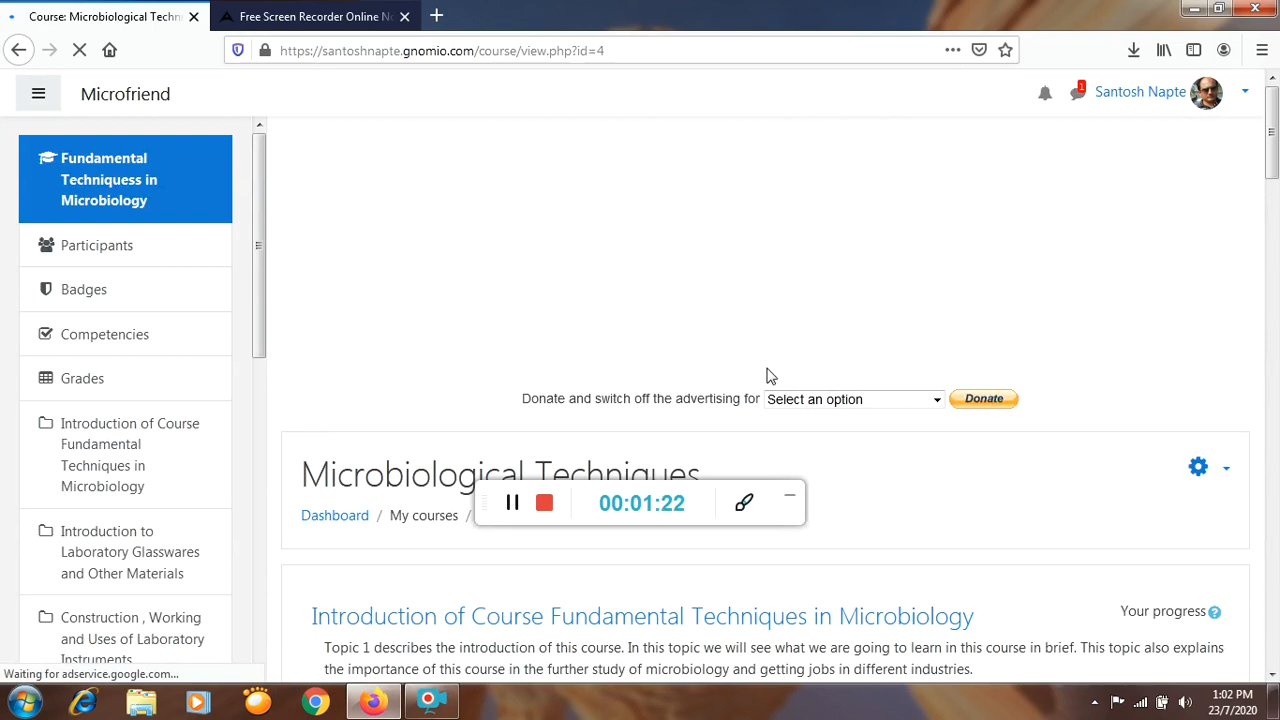 Course: Microbiological Techn
Free Screen Recorder Online N
https://santoshnapte.gnomio.com/course/view.php?id=4
Microfriend
1
Santosh Napte
Fundamental
Techniquess in
Microbiology
Participants
Badges
Competencies
Grades
Introduction of Course
Fundamental
Techniques in
Microbiology
Introduction to
Laboratory Glasswares
and Other Materials
Construction , Working
and Uses of Laboratory
Instruments
Donate and switch off the advertising for Select an option Donate
Microbiological Techniques
Dashboard / My courses /
00:01:22
Introduction of Course Fundamental Techniques in Microbiology
Your progress
Topic 1 describes the introduction of this course. In this topic we will see what we are going to learn in this course in brief. This topic also explains
the importance of this course in the further study of microbiology and getting jobs in different industries.
Waiting for adservice.google.com...
1:02 PM
23/7/2020